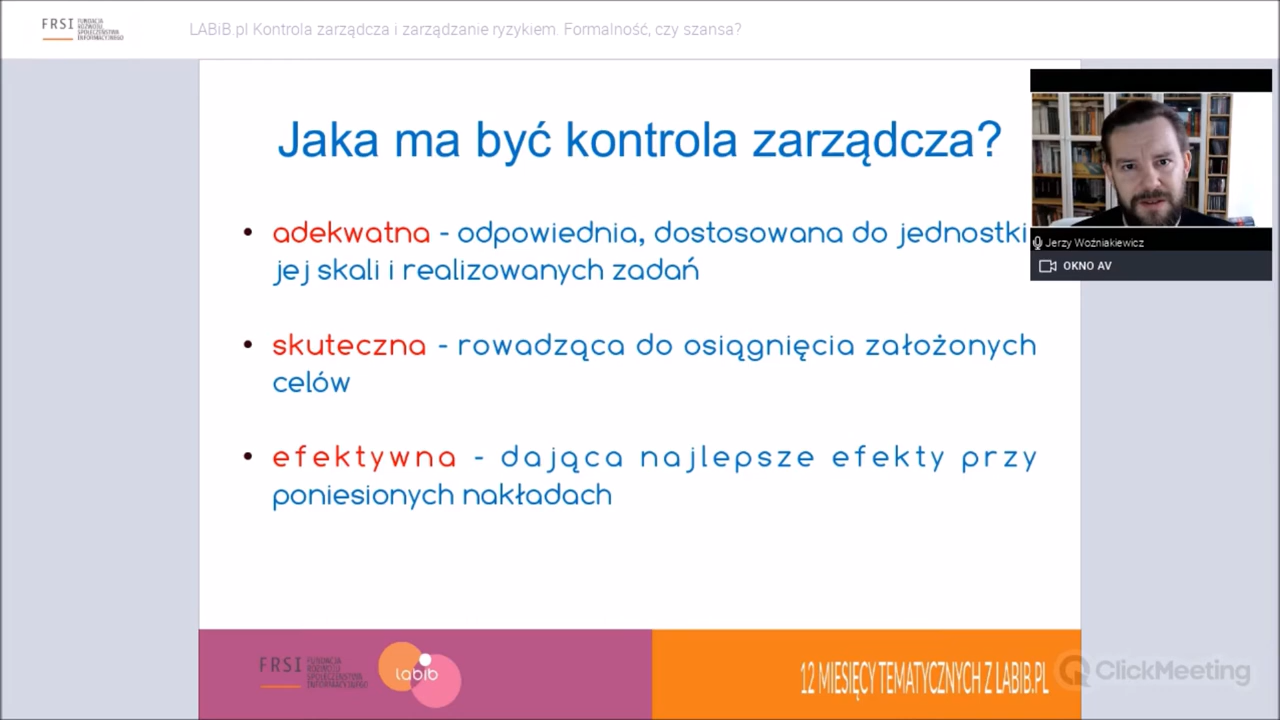 FRSI FUNDACJA
ROZWOJU
SPOŁECZEŃSTWA
INFORMACYJNEGO
LABiB.pl Kontrola zarządcza i zarządzanie ryzykiem. Formalność, czy szansa?
Jaka ma być kontrola zarządcza?
• adekwatna - odpowiednia, dostosowana do jednostki
jej skali i realizowanych zadań
• skuteczna - rowadząca do osiągnięcia założonych
celów
• efektywna - dająca najlepsze efekty przy
poniesionych nakładach
Jerzy Woźniakiewicz
OKNO AV
FRSI FUNDACJA
ROZWOJU
SPOŁECZEŃSTWA
INFORMACYJNEGO
labib
12 MIESIĘCY TEMATYCZNYCH Z LABIB.PL
ClickMeeting